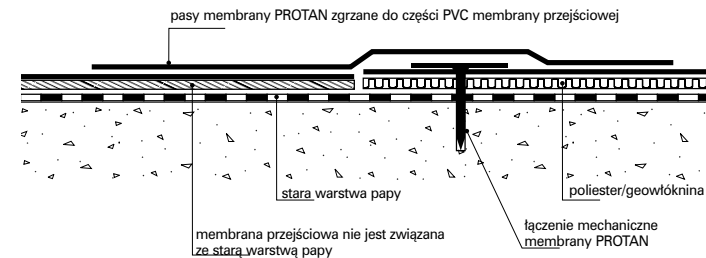 pasy membrany PROTAN zgrzane do części PVC membrany przejściowej
stara warstwa papy
poliester/geowłóknina
membrana przejściowa nie jest związana
ze starą warstwą papy
łączenie mechaniczne
membrany PROTAN